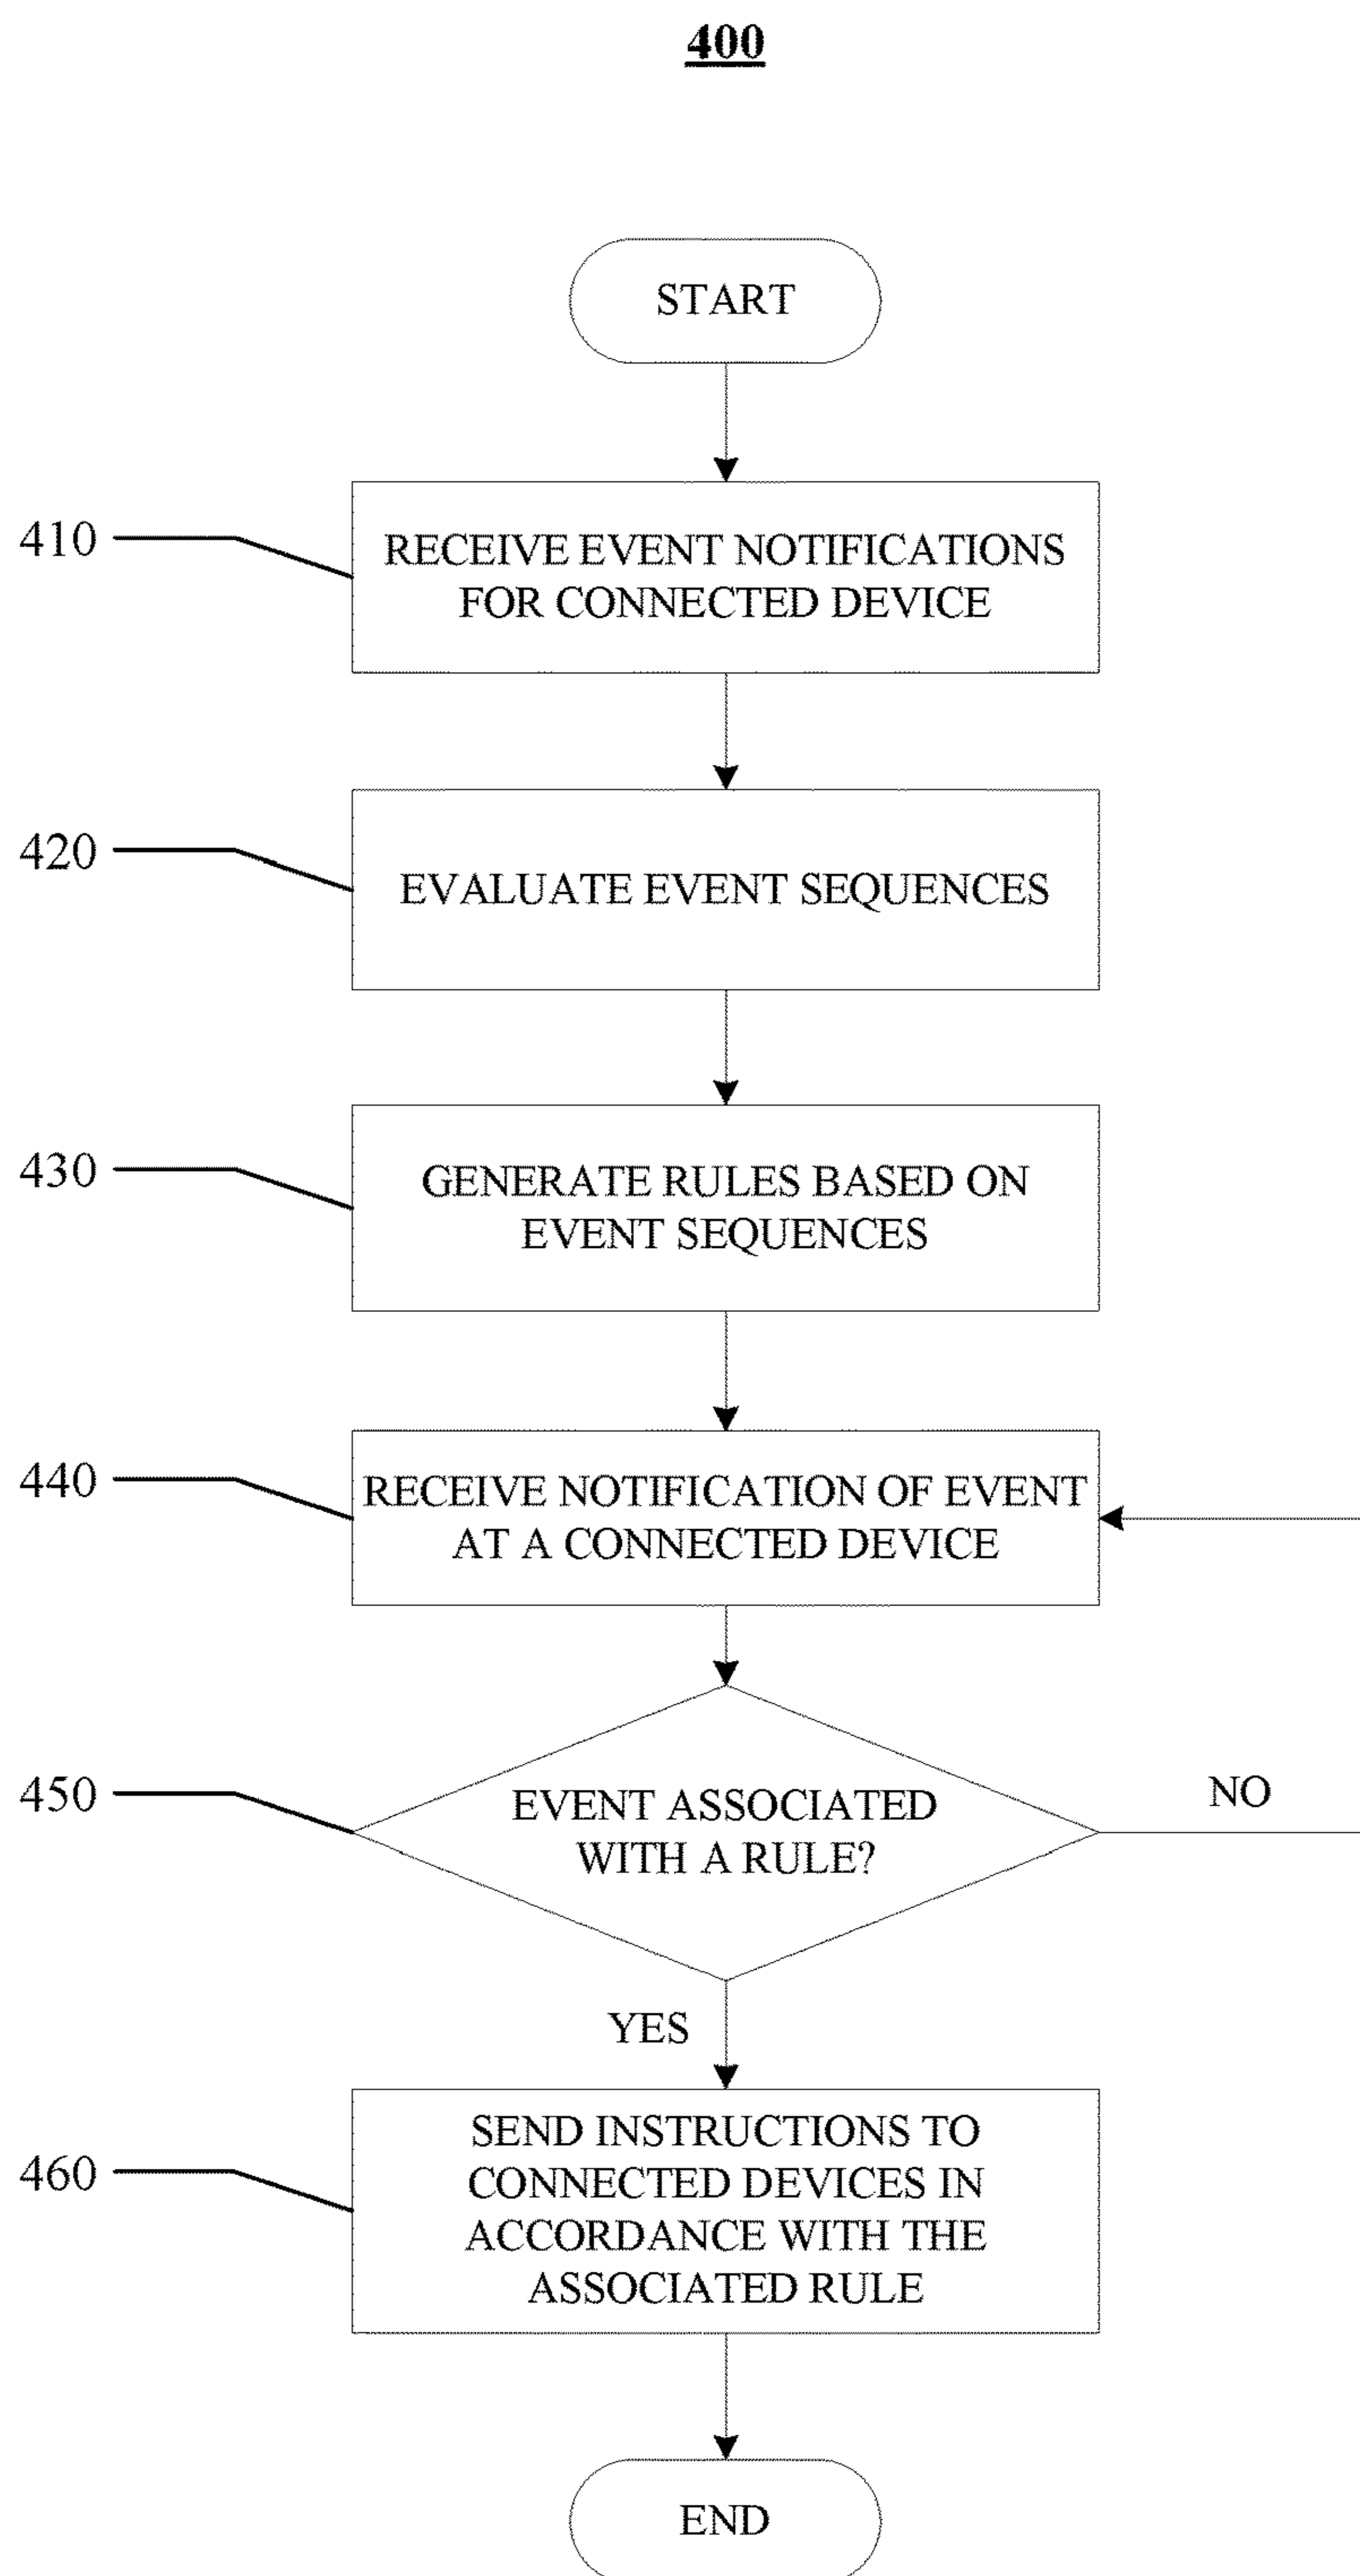 400
START
410
RECEIVE EVENT NOTIFICATIONS
FOR CONNECTED DEVICE
420
EVALUATE EVENT SEQUENCES
430
GENERATE RULES BASED ON
EVENT SEQUENCES
440
RECEIVE NOTIFICATION OF EVENT
AT A CONNECTED DEVICE
450
EVENT ASSOCIATED
WITH A RULE?
NO
YES
460
SEND INSTRUCTIONS TO
CONNECTED DEVICES IN
ACCORDANCE WITH THE
ASSOCIATED RULE
END